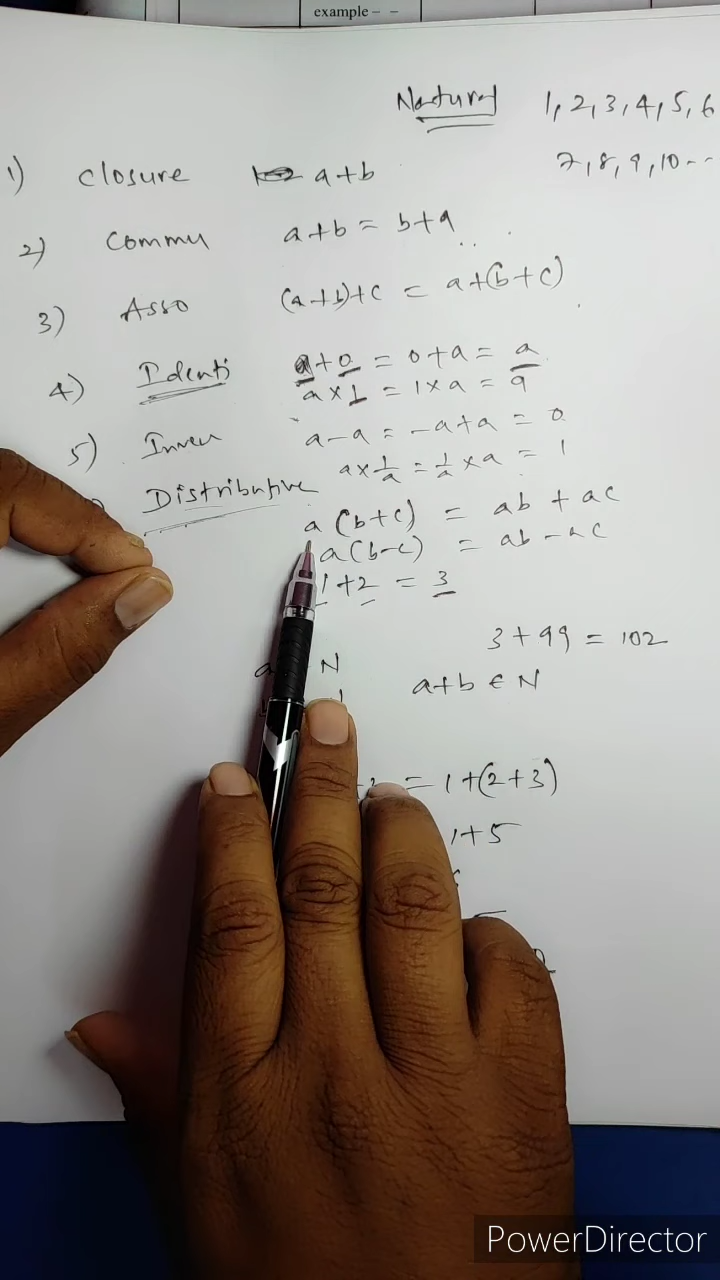 example - -
Natural 1, 2, 3, 4, 5, 6
7, 8, 9, 10 - -
1) closure a+b
2) Commu a+b = b+a
3) Asso (a+b)+c = a+(b+c)
4) Identi a+0 = 0+a = a
a×1 = 1×a = a
5) Inver a-a = -a+a = 0
a×1/a = 1/a×a = 1
Distributive a(b+c) = ab + ac
a(b-c) = ab - ac
1+2 = 3
3+99 = 102
a N a+b ∈ N
= 1+(2+3)
1+5
PowerDirector